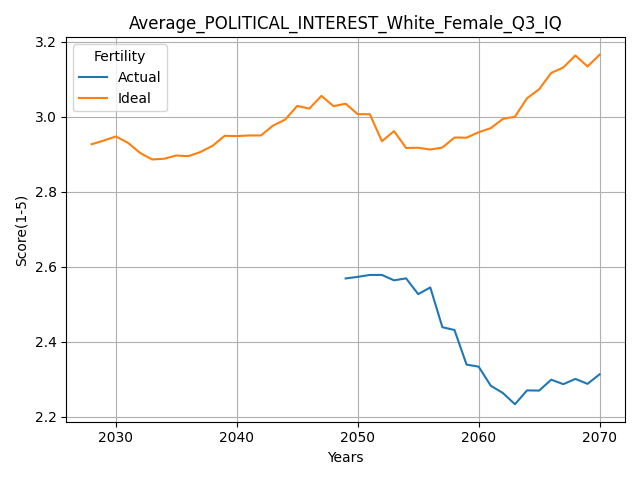 Average_POLITICAL_INTEREST_White_Female_Q3_IQ
Fertility
Actual
Ideal
Score(1-5)
3.2
3.0
2.8
2.6
2.4
2.2
2030 2040 2050 2060 2070
Years